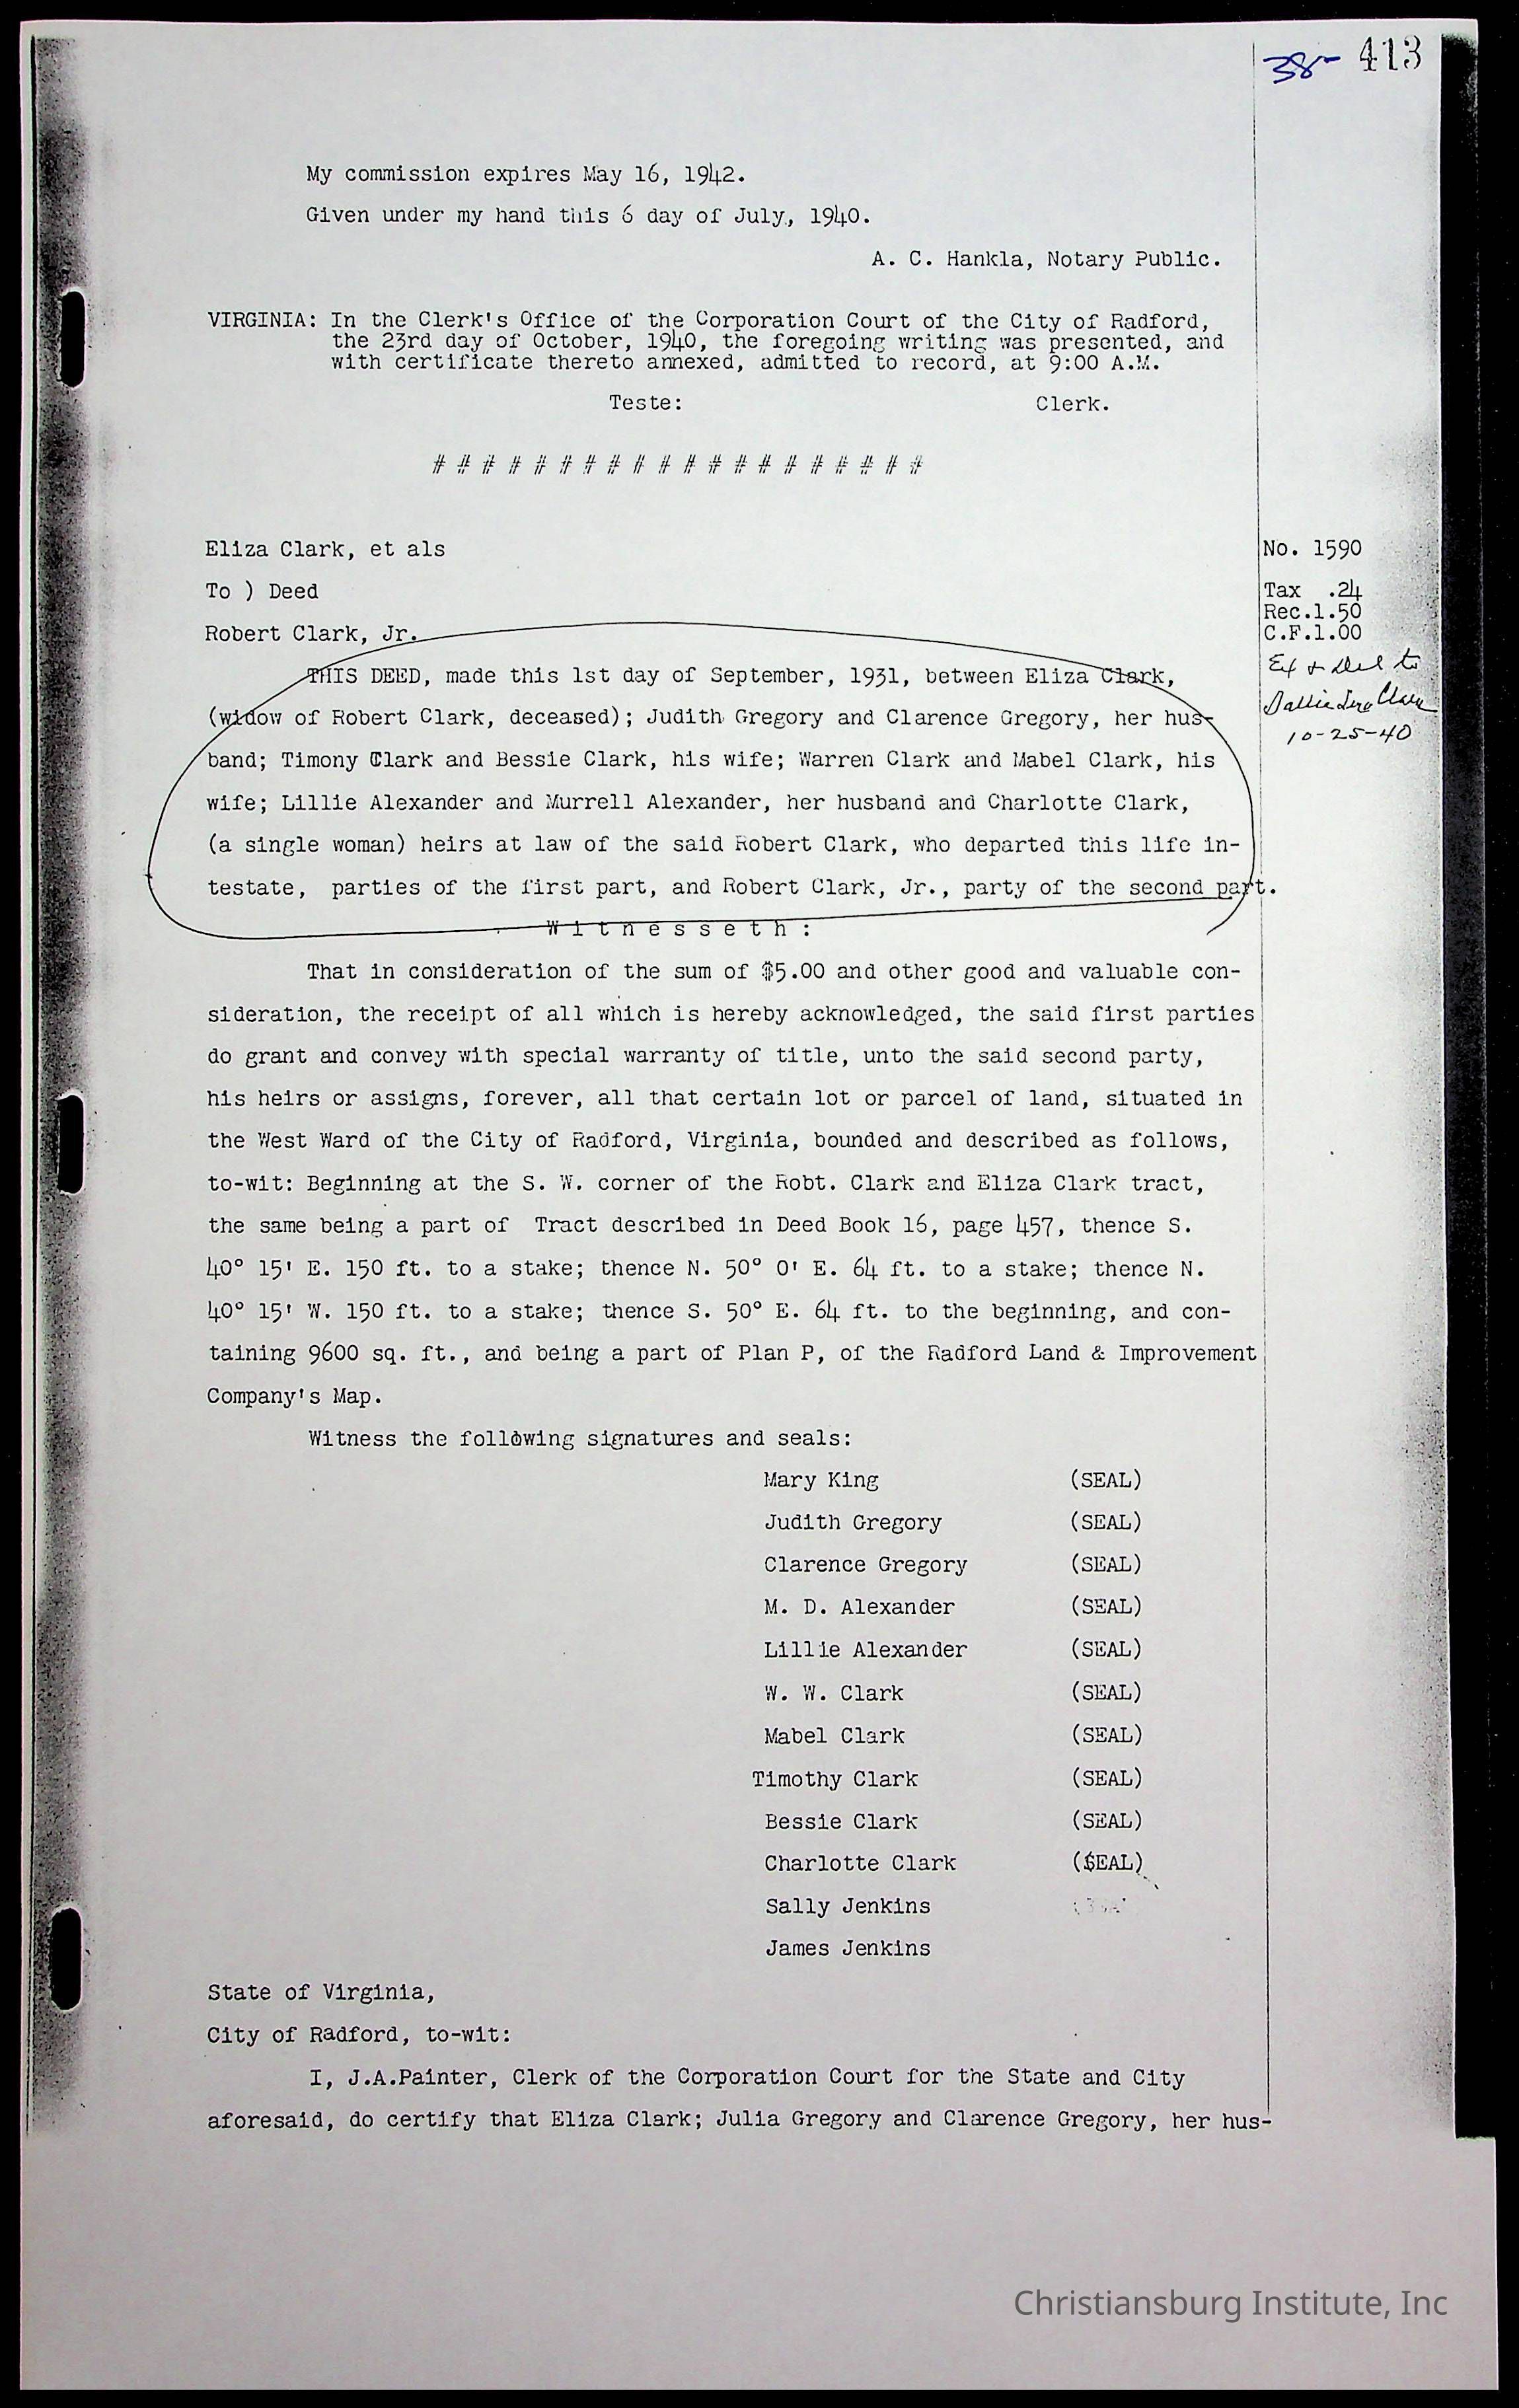 38- 413
My commission expires May 16, 1942.
Given under my hand this 6 day of July, 1940.
A. C. Hankla, Notary Public.
VIRGINIA: In the Clerk's Office of the Corporation Court of the City of Radford,
the 23rd day of October, 1940, the foregoing writing was presented, and
with certificate thereto annexed, admitted to record, at 9:00 A.M.
Teste: Clerk.
# # # # # # # # # # # # # # # # # # # #
Eliza Clark, et als No. 1590
To ) Deed Tax .24
Rec.1.50
Robert Clark, Jr. C.F.1.00
Ex & Del to
Clark
10-25-40
THIS DEED, made this 1st day of September, 1931, between Eliza Clark,
(widow of Robert Clark, deceased); Judith Gregory and Clarence Gregory, her hus-
band; Timony Clark and Bessie Clark, his wife; Warren Clark and Mabel Clark, his
wife; Lillie Alexander and Murrell Alexander, her husband and Charlotte Clark,
(a single woman) heirs at law of the said Robert Clark, who departed this life in-
testate, parties of the first part, and Robert Clark, Jr., party of the second part.
W i t n e s s e t h :
That in consideration of the sum of $5.00 and other good and valuable con-
sideration, the receipt of all which is hereby acknowledged, the said first parties
do grant and convey with special warranty of title, unto the said second party,
his heirs or assigns, forever, all that certain lot or parcel of land, situated in
the West Ward of the City of Radford, Virginia, bounded and described as follows,
to-wit: Beginning at the S. W. corner of the Robt. Clark and Eliza Clark tract,
the same being a part of Tract described in Deed Book 16, page 457, thence S.
40° 15' E. 150 ft. to a stake; thence N. 50° 0' E. 64 ft. to a stake; thence N.
40° 15' W. 150 ft. to a stake; thence S. 50° E. 64 ft. to the beginning, and con-
taining 9600 sq. ft., and being a part of Plan P, of the Radford Land & Improvement
Company's Map.
Witness the following signatures and seals:
Mary King (SEAL)
Judith Gregory (SEAL)
Clarence Gregory (SEAL)
M. D. Alexander (SEAL)
Lillie Alexander (SEAL)
W. W. Clark (SEAL)
Mabel Clark (SEAL)
Timothy Clark (SEAL)
Bessie Clark (SEAL)
Charlotte Clark (SEAL)
Sally Jenkins
James Jenkins
State of Virginia,
City of Radford, to-wit:
I, J.A.Painter, Clerk of the Corporation Court for the State and City
aforesaid, do certify that Eliza Clark; Julia Gregory and Clarence Gregory, her hus-
Christiansburg Institute, Inc